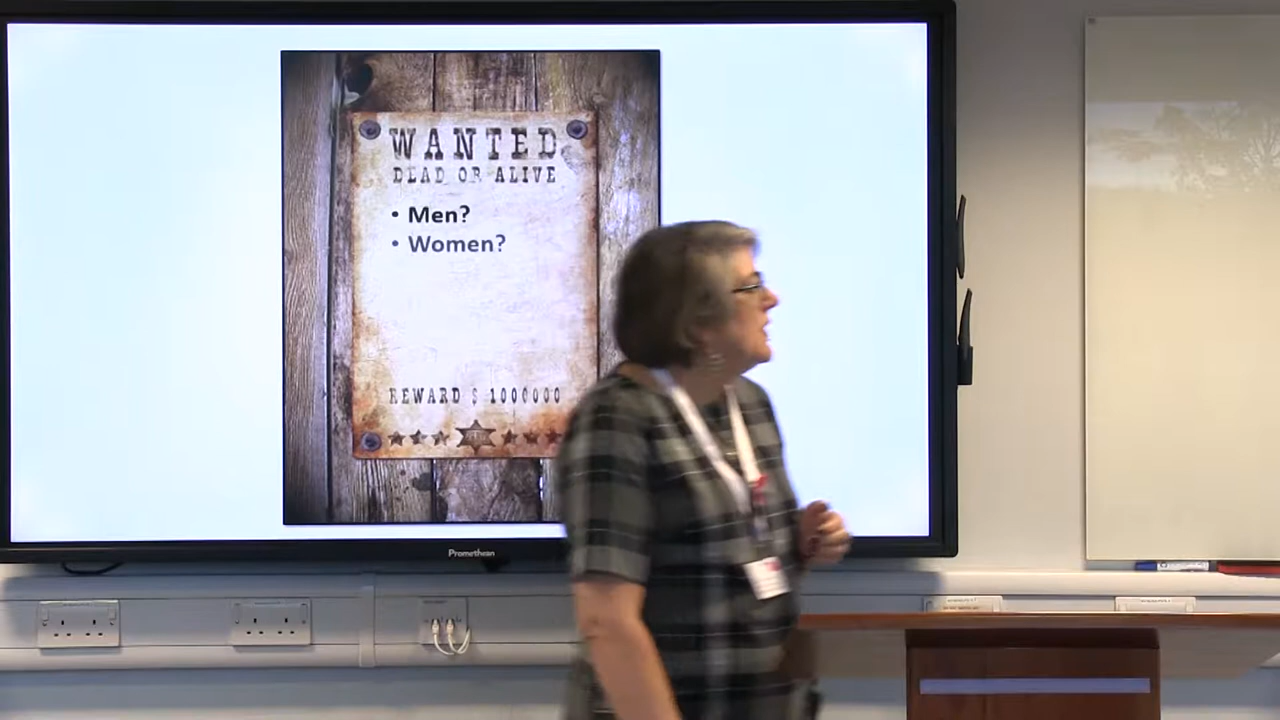 WANTED
DEAD OR ALIVE
• Men?
• Women?
REWARD $ 1000000
Promethean